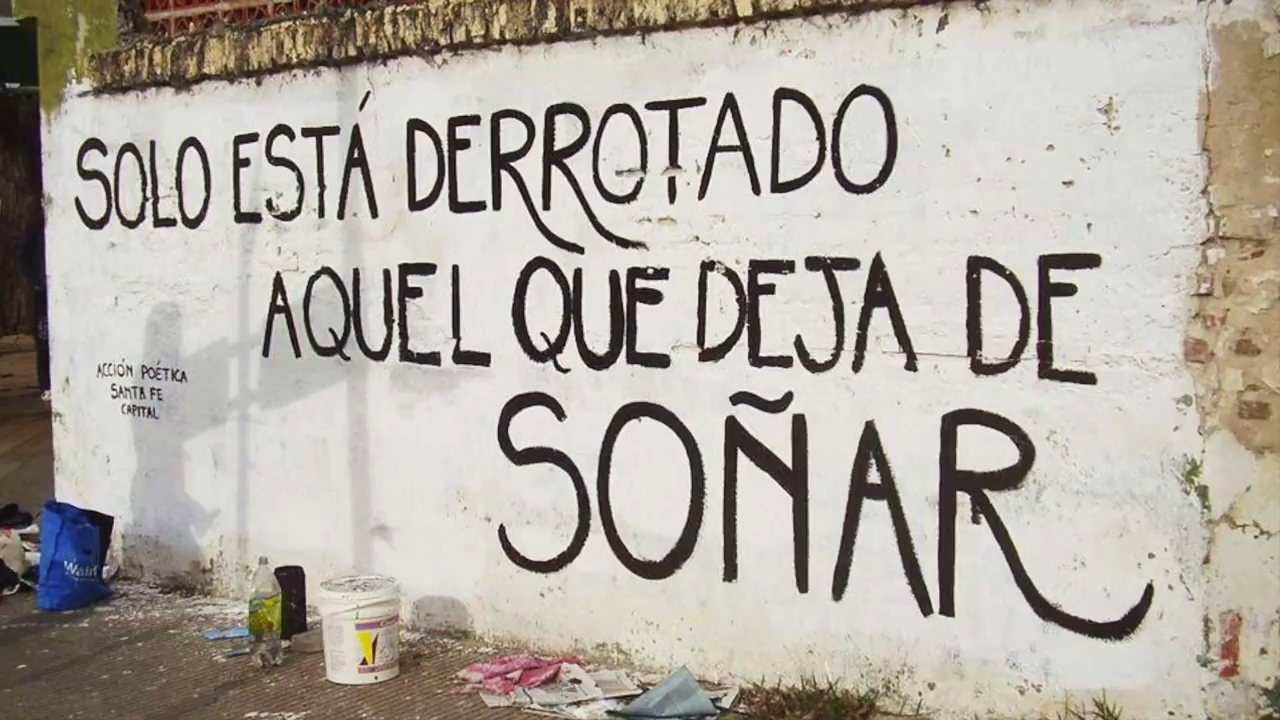 SOLO ESTÁ DERROTADO
AQUEL QUE DEJA DE
SOÑAR
ACCIÓN POÉTICA
SANTA FE
CAPITAL